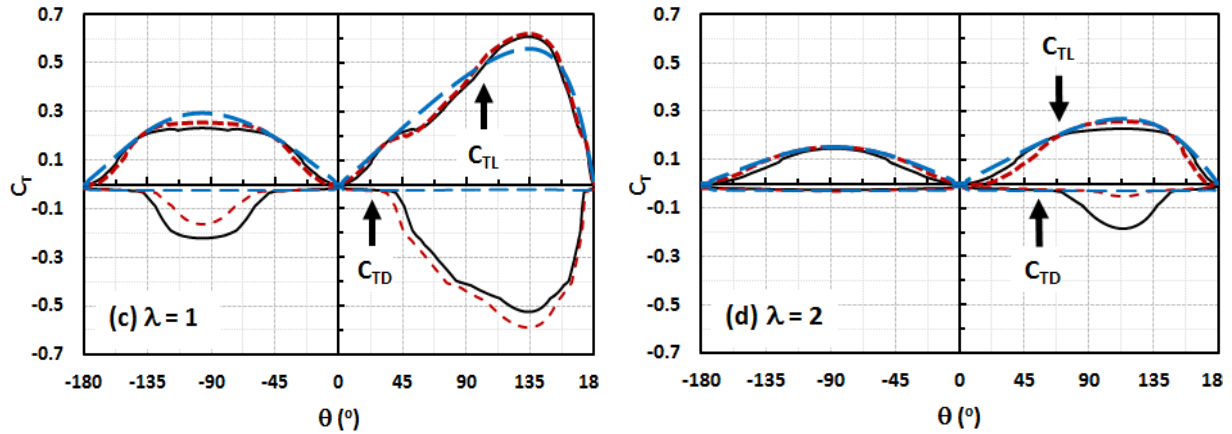 0.7
0.5
0.3
0.1
-0.1
-0.3
-0.5
-0.7
C_T
C_TL
C_TD
(c) λ = 1
-180 -135 -90 -45 0 45 90 135 18
θ (º)
0.7
0.5
0.3
0.1
-0.1
-0.3
-0.5
-0.7
C_T
C_TL
C_TD
(d) λ = 2
-180 -135 -90 -45 0 45 90 135 18
θ (º)